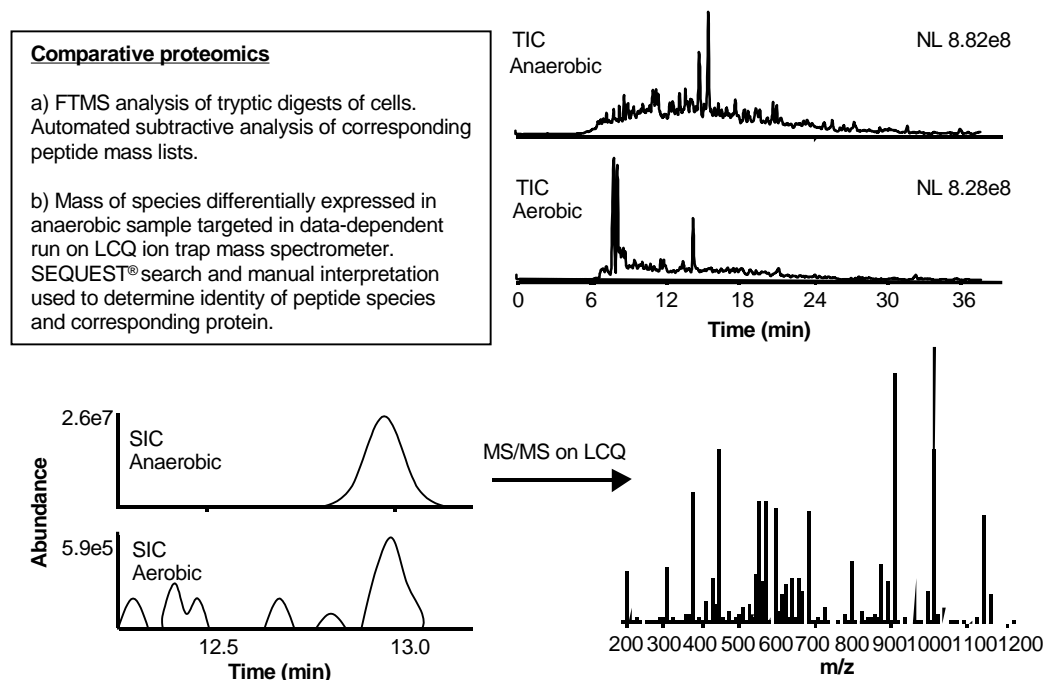 Comparative proteomics
a) FTMS analysis of tryptic digests of cells.
Automated subtractive analysis of corresponding
peptide mass lists.
b) Mass of species differentially expressed in
anaerobic sample targeted in data-dependent
run on LCQ ion trap mass spectrometer.
SEQUEST® search and manual interpretation
used to determine identity of peptide species
and corresponding protein.
TIC
Anaerobic
NL 8.82e8
TIC
Aerobic
NL 8.28e8
0 6 12 18 24 30 36
Time (min)
Abundance
2.6e7
SIC
Anaerobic
5.9e5
SIC
Aerobic
12.5 13.0
Time (min)
MS/MS on LCQ
200 300 400 500 600 700 800 900 1000 1100 1200
m/z